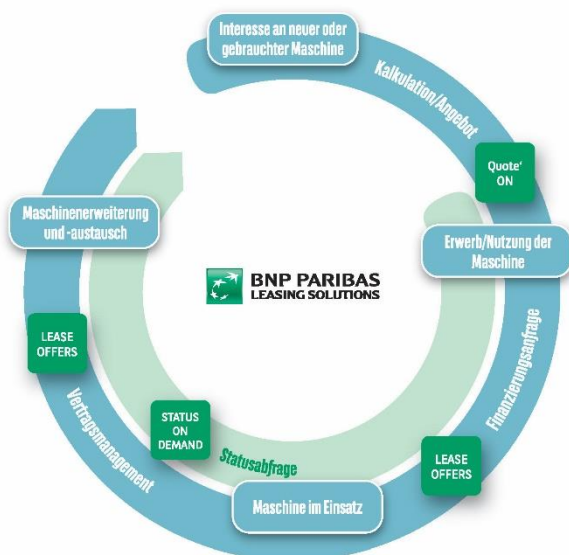 Interesse an neuer oder
gebrauchter Maschine
Kalkulation/Angebot
Quote'
ON
Erwerb/Nutzung der
Maschine
Finanzierungsanfrage
LEASE
OFFERS
Maschine im Einsatz
Statusabfrage
STATUS
ON
DEMAND
Vertragsmanagement
LEASE
OFFERS
Maschinenerweiterung
und -austausch
BNP PARIBAS
LEASING SOLUTIONS